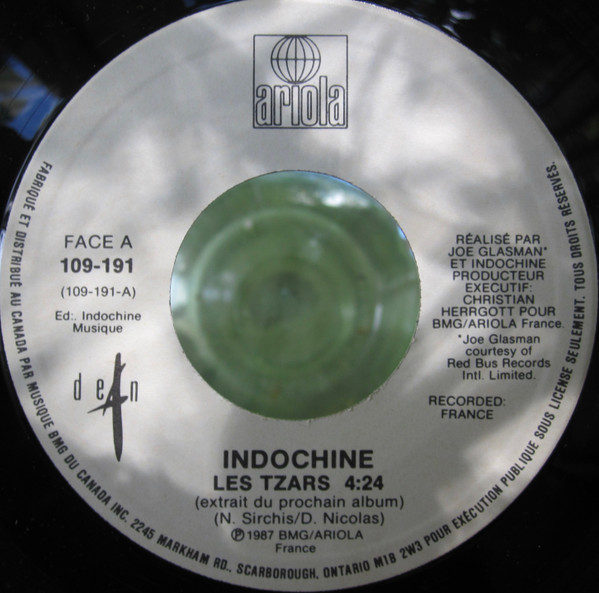 ariola
FACE A
109-191
(109-191-A)
Ed:. Indochine
Musique
dean
RÉALISÉ PAR
JOE GLASMAN*
ET INDOCHINE
PRODUCTEUR
EXECUTIF:
CHRISTIAN
HERRGOTT POUR
BMG/ARIOLA France.
*Joe Glasman
courtesy of
Red Bus Records
Intl. Limited.
RECORDED:
FRANCE
INDOCHINE
LES TZARS 4:24
(extrait du prochain album)
(N. Sirchis/D. Nicolas)
Ⓟ1987 BMG/ARIOLA
France
FABRIQUÉ ET DISTRIBUÉ AU CANADA PAR MUSIQUE BMG DU CANADA INC. 2245 MARKHAM RD., SCARBOROUGH, ONTARIO M1B 2W3 POUR EXÉCUTION PUBLIQUE SOUS LICENSE SEULEMENT. TOUS DROITS RESERVÉS.